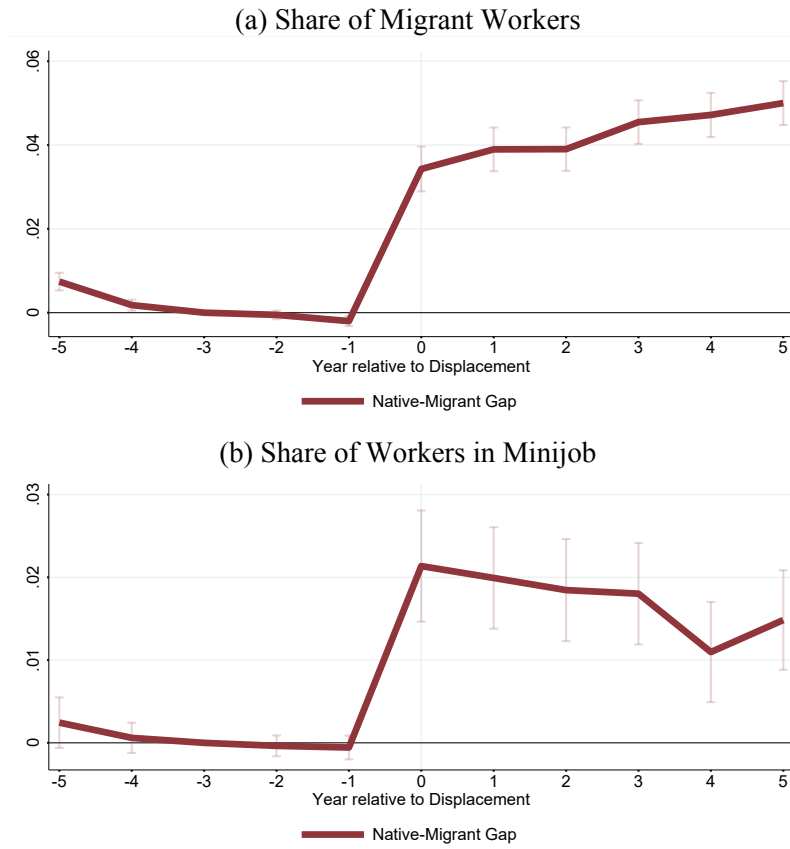 (a) Share of Migrant Workers
.06
.04
.02
0
-5 -4 -3 -2 -1 0 1 2 3 4 5
Year relative to Displacement
Native-Migrant Gap
(b) Share of Workers in Minijob
.03
.02
.01
0
-5 -4 -3 -2 -1 0 1 2 3 4 5
Year relative to Displacement
Native-Migrant Gap